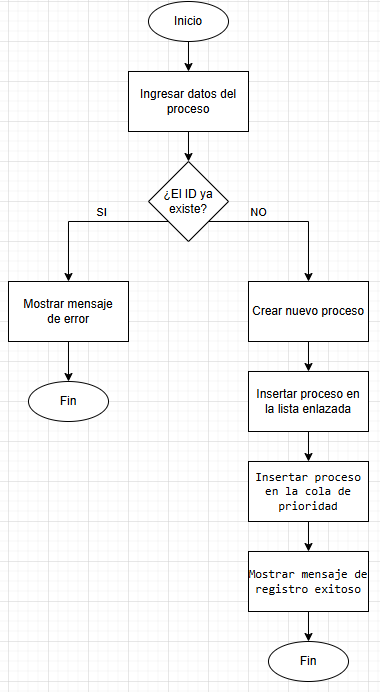 Inicio
Ingresar datos del
proceso
¿El ID ya
existe?
SI
NO
Mostrar mensaje
de error
Fin
Crear nuevo proceso
Insertar proceso en
la lista enlazada
Insertar proceso
en la cola de
prioridad
Mostrar mensaje de
registro exitoso
Fin